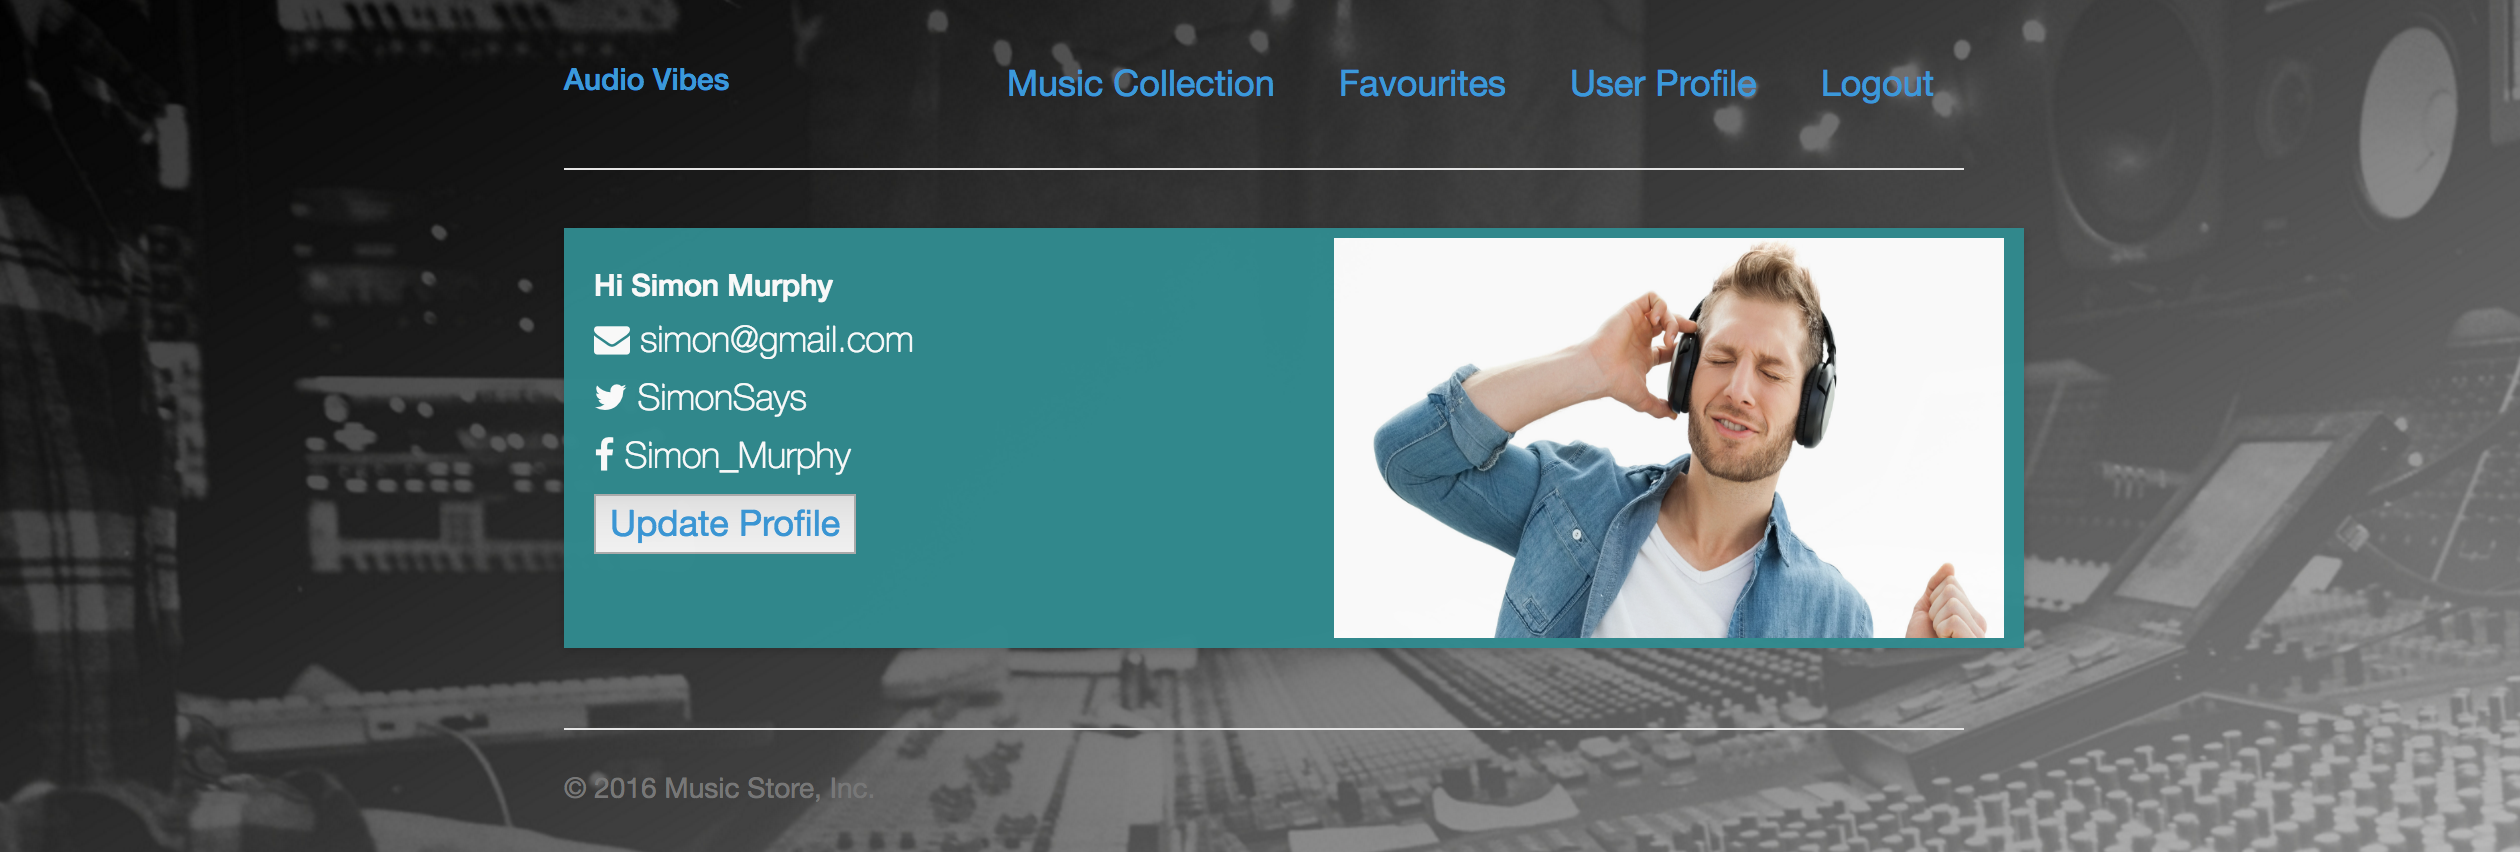 Audio Vibes
Music Collection Favourites User Profile Logout
Hi Simon Murphy
simon@gmail.com
SimonSays
Simon_Murphy
Update Profile
© 2016 Music Store, Inc.